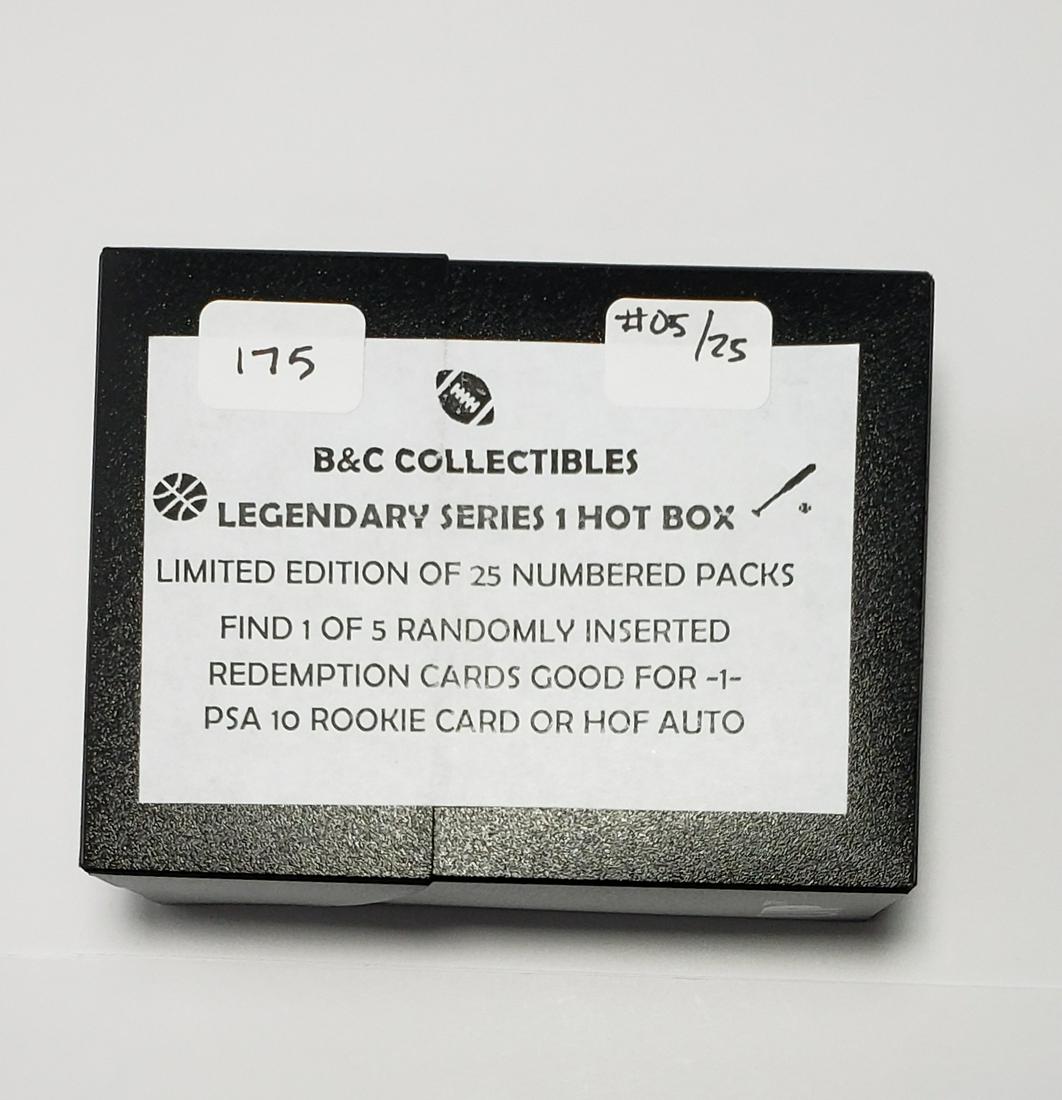 175
#05/25
B&C COLLECTIBLES
LEGENDARY SERIES 1 HOT BOX
LIMITED EDITION OF 25 NUMBERED PACKS
FIND 1 OF 5 RANDOMLY INSERTED
REDEMPTION CARDS GOOD FOR -1-
PSA 10 ROOKIE CARD OR HOF AUTO